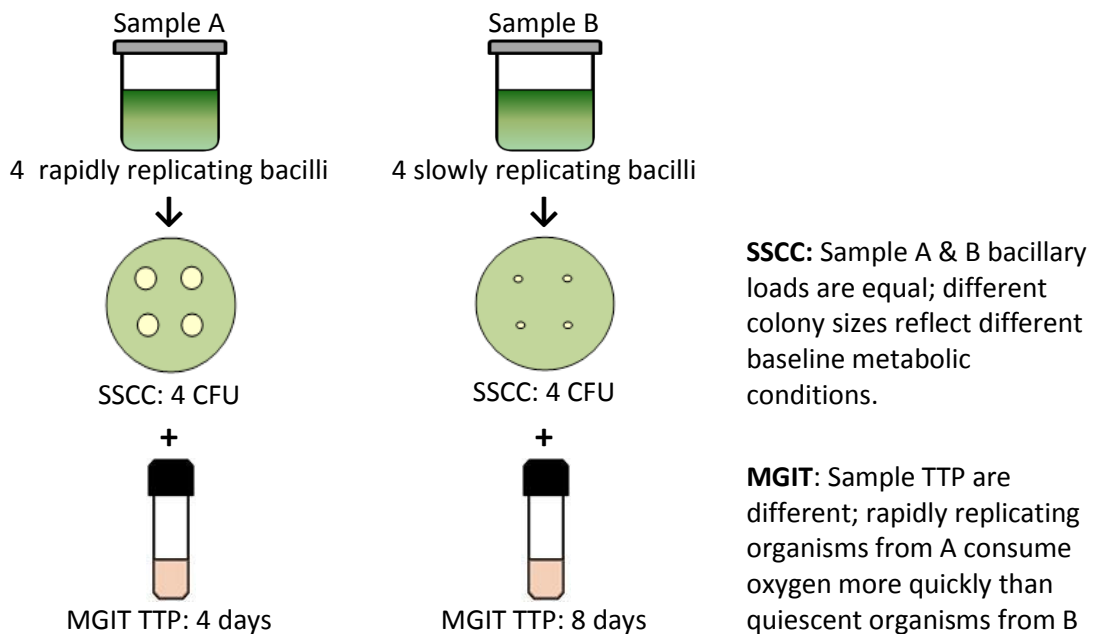 Sample A
4 rapidly replicating bacilli
SSCC: 4 CFU
+
MGIT TTP: 4 days
Sample B
4 slowly replicating bacilli
SSCC: 4 CFU
+
MGIT TTP: 8 days
SSCC: Sample A & B bacillary
loads are equal; different
colony sizes reflect different
baseline metabolic
conditions.
MGIT: Sample TTP are
different; rapidly replicating
organisms from A consume
oxygen more quickly than
quiescent organisms from B